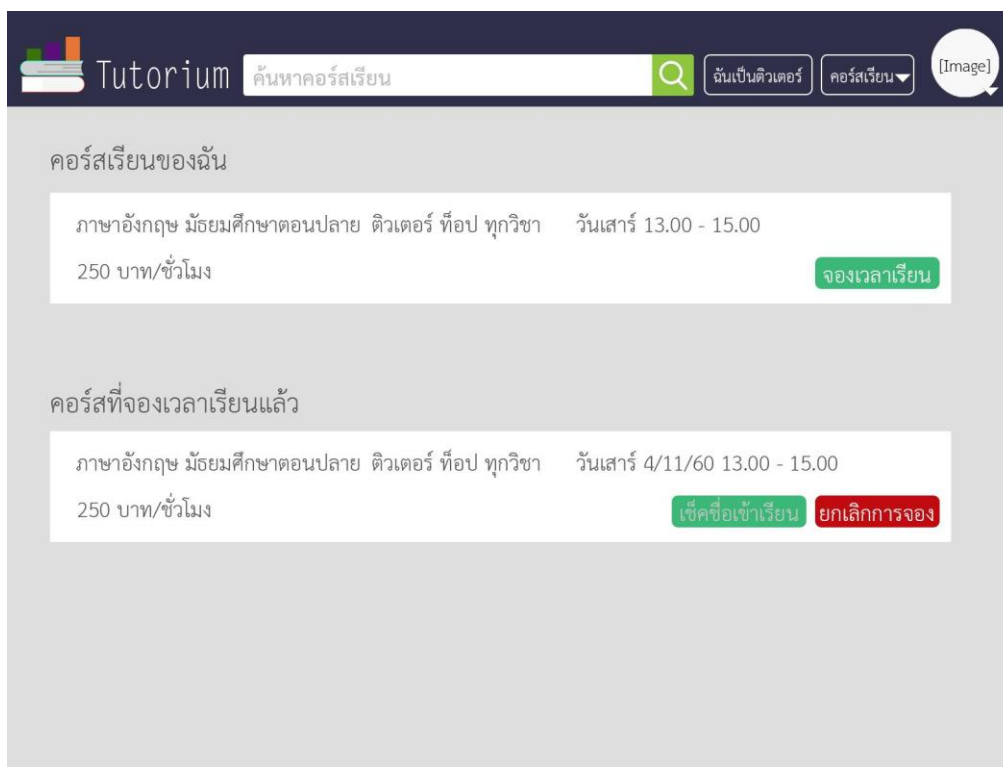 Tutorium ค้นหาคอร์สเรียน ฉันเป็นติวเตอร์ คอร์สเรียน [Image]
คอร์สเรียนของฉัน
ภาษาอังกฤษ มัธยมศึกษาตอนปลาย ติวเตอร์ ท็อป ทุกวิชา วันเสาร์ 13.00 - 15.00
250 บาท/ชั่วโมง จองเวลาเรียน
คอร์สที่จองเวลาเรียนแล้ว
ภาษาอังกฤษ มัธยมศึกษาตอนปลาย ติวเตอร์ ท็อป ทุกวิชา วันเสาร์ 4/11/60 13.00 - 15.00
250 บาท/ชั่วโมง เช็คชื่อเข้าเรียน ยกเลิกการจอง